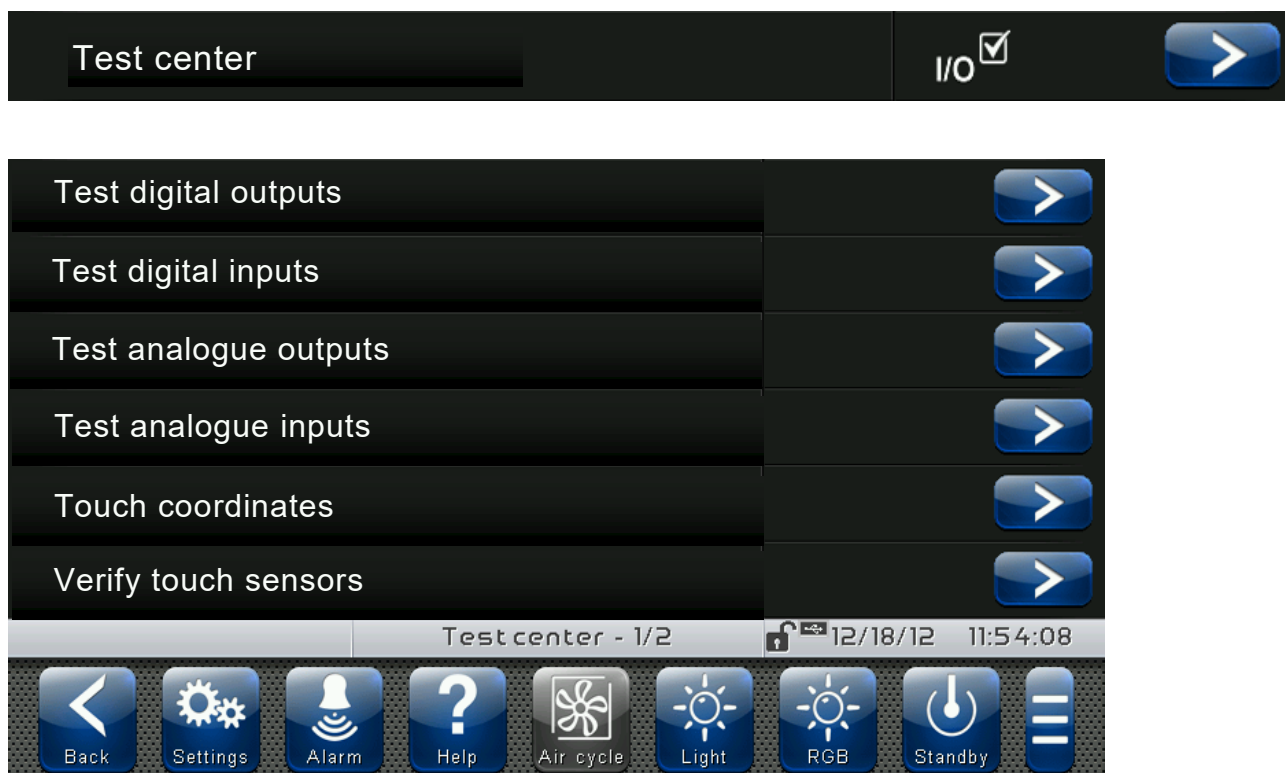 Test center I/O
Test digital outputs
Test digital inputs
Test analogue outputs
Test analogue inputs
Touch coordinates
Verify touch sensors
Test center - 1/2 12/18/12 11:54:08
Back Settings Alarm Help Air cycle Light RGB Standby